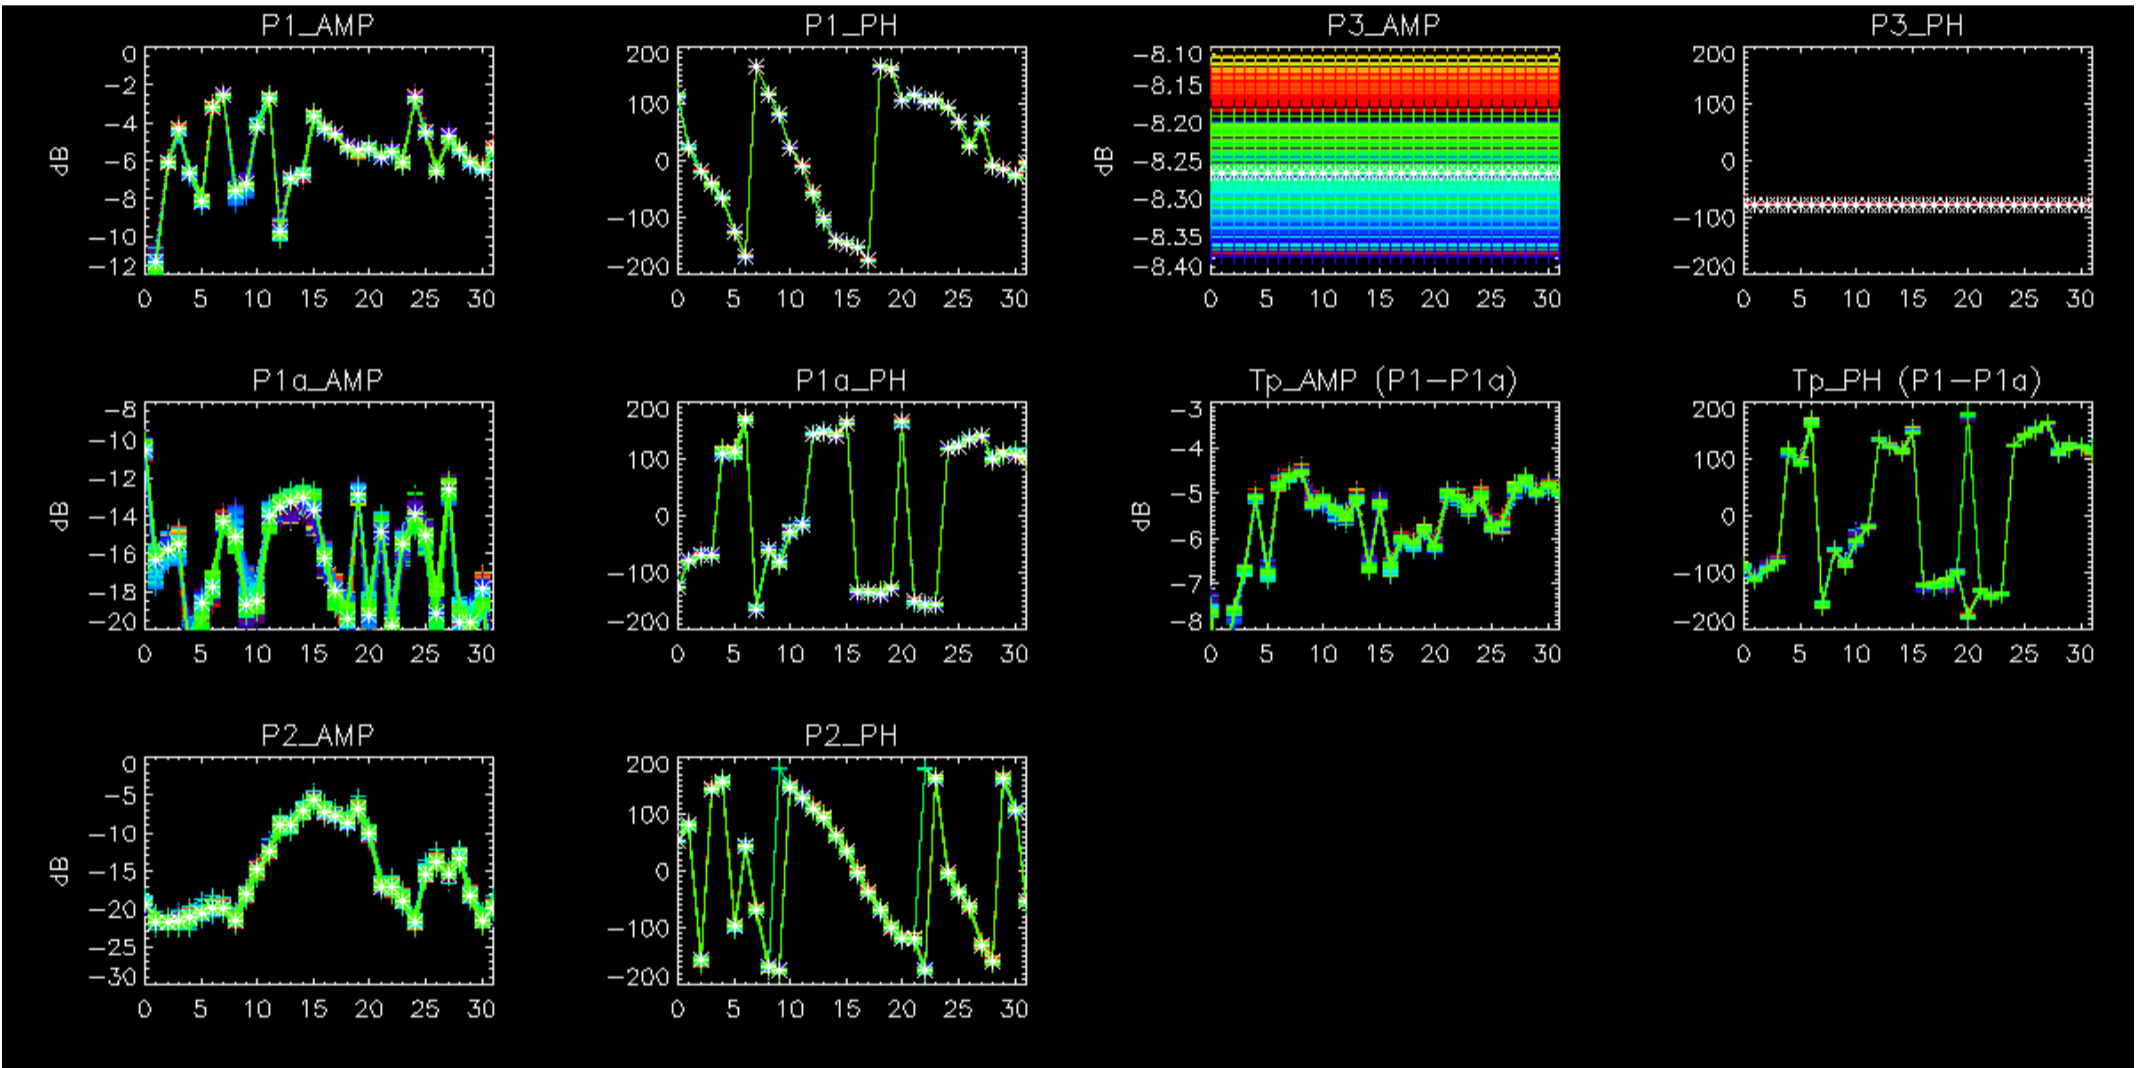 P1_AMP
P1_PH
P3_AMP
P3_PH
0
−2
−4
−6
−8
−10
−12
dB
0 5 10 15 20 25 30
200
100
0
−100
−200
0 5 10 15 20 25 30
−8.10
−8.15
−8.20
−8.25
−8.30
−8.35
−8.40
dB
0 5 10 15 20 25 30
200
100
0
−100
−200
0 5 10 15 20 25 30
P1a_AMP
P1a_PH
Tp_AMP (P1−P1a)
Tp_PH (P1−P1a)
−8
−10
−12
−14
−16
−18
−20
dB
0 5 10 15 20 25 30
200
100
0
−100
−200
0 5 10 15 20 25 30
−3
−4
−5
−6
−7
−8
dB
0 5 10 15 20 25 30
200
100
0
−100
−200
0 5 10 15 20 25 30
P2_AMP
P2_PH
0
−5
−10
−15
−20
−25
−30
dB
0 5 10 15 20 25 30
200
100
0
−100
−200
0 5 10 15 20 25 30